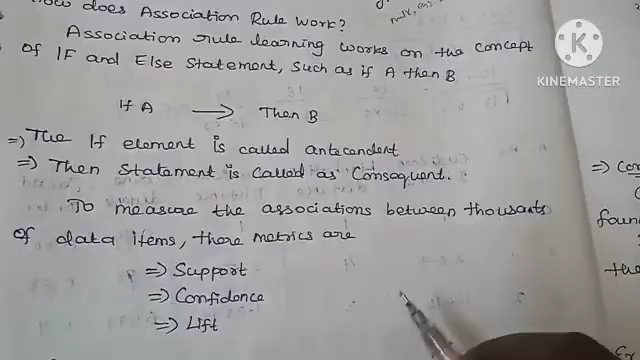 How does Association Rule work?
Association rule learning works on the concept
of IF and Else Statement, Such as if A then B
If A → Then B
⇒ The If element is called antecendent
⇒ Then Statement is called as Consequent.
To measure the associations between thousants
of data items, there metrics are
⇒ Support
⇒ Confidence
⇒ Lift
KINEMASTER
foun
the